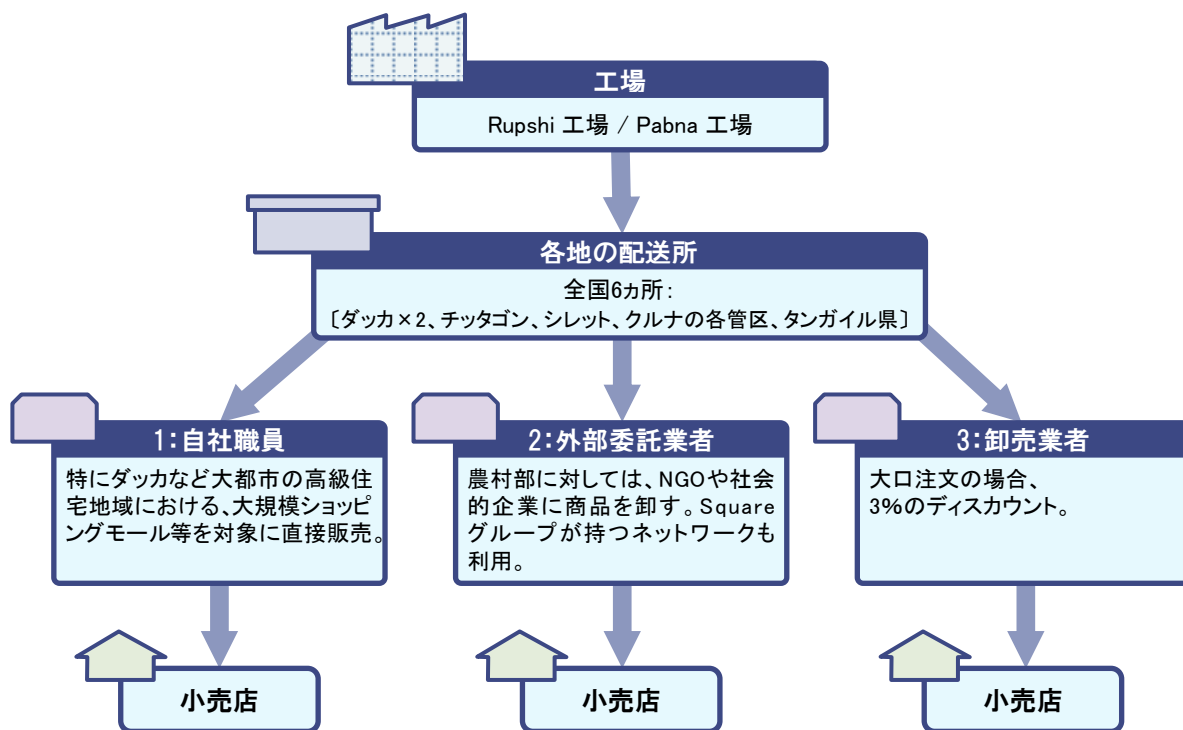 工場
Rupshi 工場 / Pabna 工場
各地の配送所
全国6ヵ所：
〔ダッカ×2、チッタゴン、シレット、クルナの各管区、タンガイル県〕
1：自社職員
特にダッカなど大都市の高級住
宅地域における、大規模ショッピ
ングモール等を対象に直接販売。
2：外部委託業者
農村部に対しては、NGOや社会
的企業に商品を卸す。Square
グループが持つネットワークも
利用。
3：卸売業者
大口注文の場合、
3%のディスカウント。
小売店
小売店
小売店